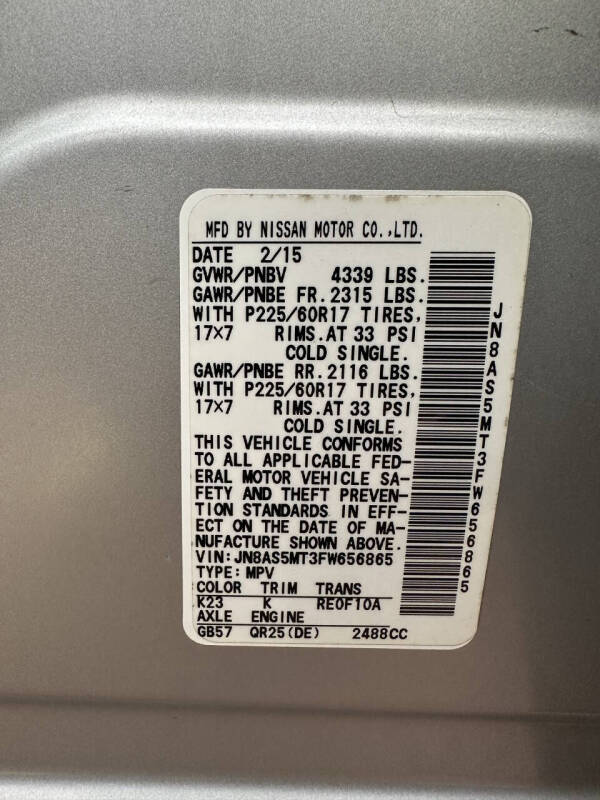 MFD BY NISSAN MOTOR CO.,LTD.
DATE 2/15
GVWR/PNBV 4339 LBS.
GAWR/PNBE FR.2315 LBS.
WITH P225/60R17 TIRES,
17×7 RIMS.AT 33 PSI
COLD SINGLE.
GAWR/PNBE RR.2116 LBS.
WITH P225/60R17 TIRES,
17×7 RIMS.AT 33 PSI
COLD SINGLE.
THIS VEHICLE CONFORMS
TO ALL APPLICABLE FED-
ERAL MOTOR VEHICLE SA-
FETY AND THEFT PREVEN-
TION STANDARDS IN EFF-
ECT ON THE DATE OF MA-
NUFACTURE SHOWN ABOVE.
VIN:JN8AS5MT3FW656865
TYPE:MPV
COLOR TRIM TRANS
K23 K RE0F10A
AXLE ENGINE
GB57 QR25(DE) 2488CC
JN8AS5MT3FW656865